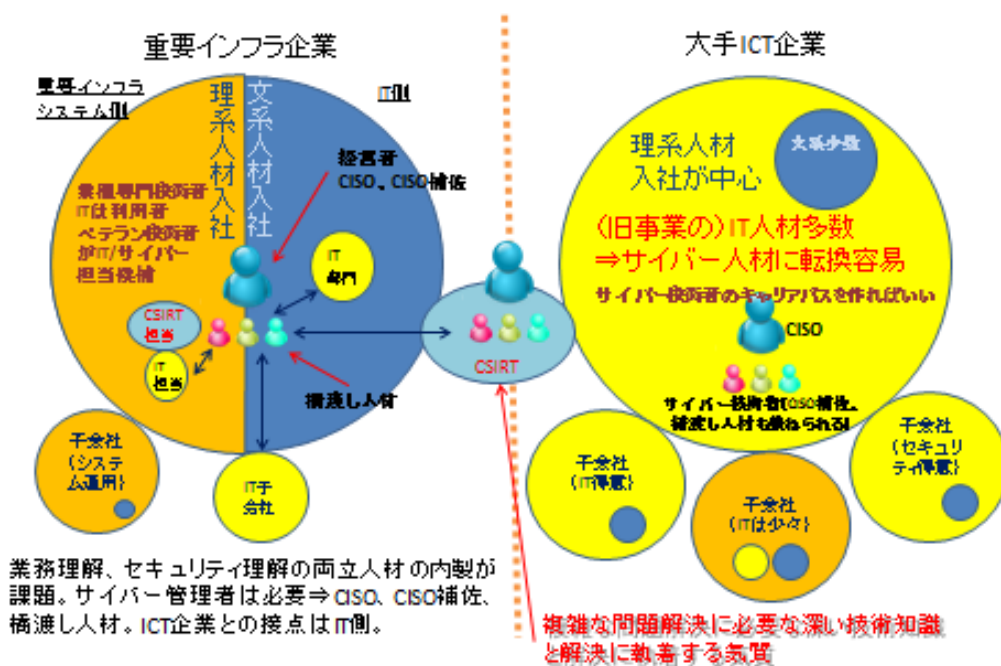 重要インフラ企業
重要インフラ
システム側
理系人材入社
文系人材入社
IT側
経営者
CISO、CISO補佐
業種専門技術者
ITは利用者
ベテラン技術者
がIT/サイバー
担当候補
IT
専門
CSIRT
担当
IT
担当
橋渡し人材
子会社
(システ
ム運用)
IT子
会社
CSIRT
大手ICT企業
理系人材
入社が中心
文系少数
(旧事業の)IT人材多数
⇒サイバー人材に転換容易
サイバー技術者のキャリアパスを作ればいい
CISO
サイバー技術者(CISO補佐、
橋渡し人材も兼ねられる)
子会社
(IT得意)
子会社
(ITは少々)
子会社
(セキュリ
ティ得意)
業務理解、セキュリティ理解の両立人材の内製が
課題。サイバー管理者は必要⇒CISO、CISO補佐、
橋渡し人材。ICT企業との接点はIT側。
複雑な問題解決に必要な深い技術知識
と解決に執着する気質